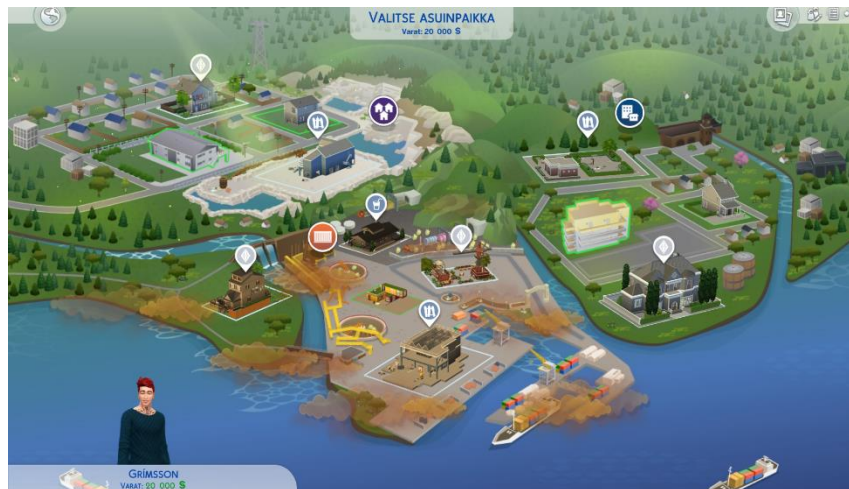 VALITSE ASUINPAIKKA
Varat: 20 000 $
GRÍMSSON
VARAT: 20 000 $